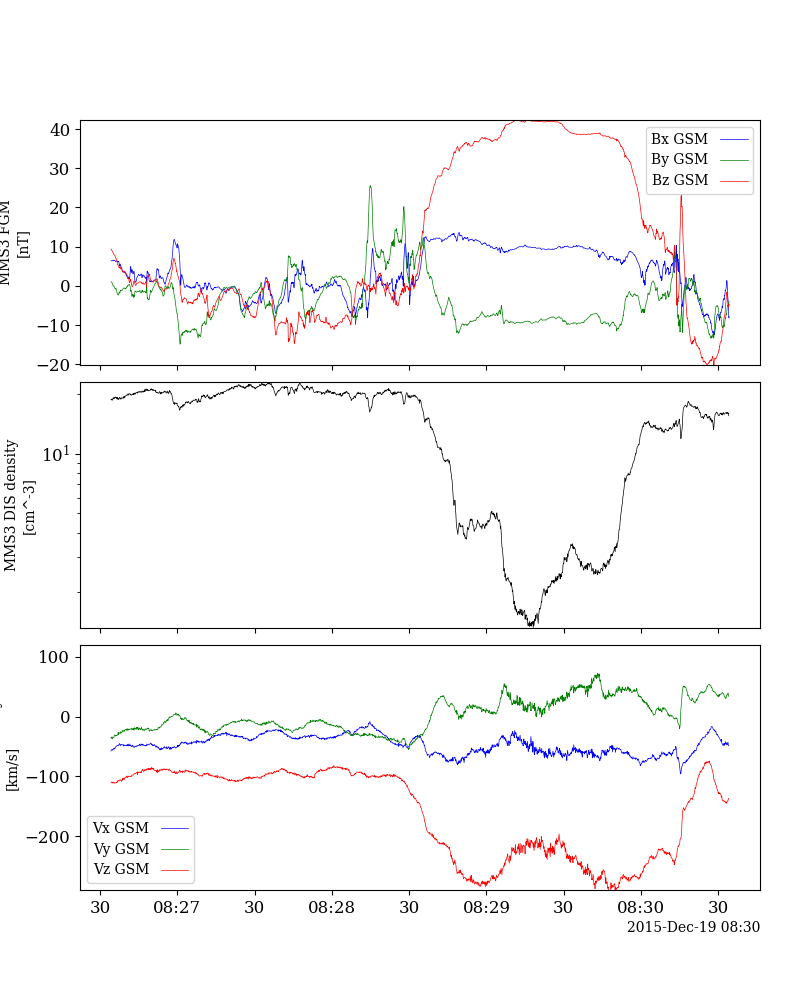 40
30
20
10
0
−10
−20
MMS3 FGM
[nT]
Bx GSM
By GSM
Bz GSM
10^1
MMS3 DIS density
[cm^-3]
100
0
−100
−200
[km/s]
Vx GSM
Vy GSM
Vz GSM
30 08:27 30 08:28 30 08:29 30 08:30 30
2015-Dec-19 08:30